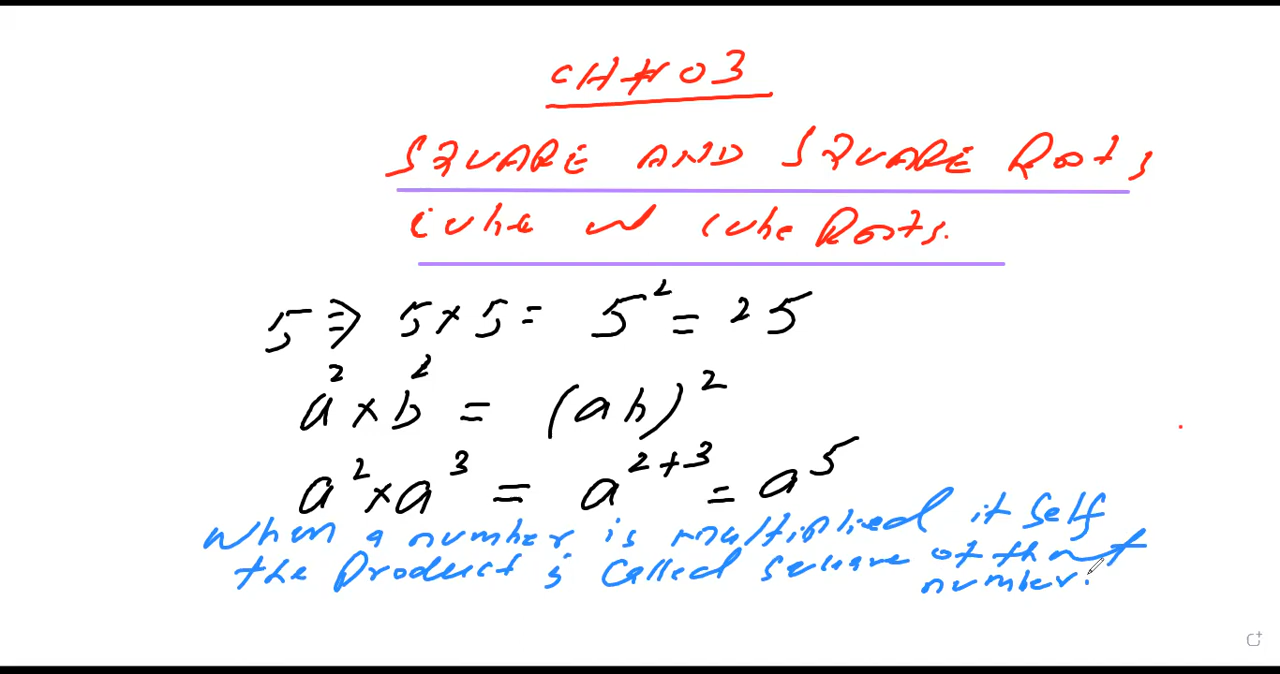 CH#03
SQUARE AND SQUARE Roots
Cube Cube Roots.
5 ⇒ 5 × 5 = 5² = 25
a² × b² = (ab)²
a² × a³ = a²⁺³ = a⁵
When a number is multiplied it self
the Product is called square of that
number.